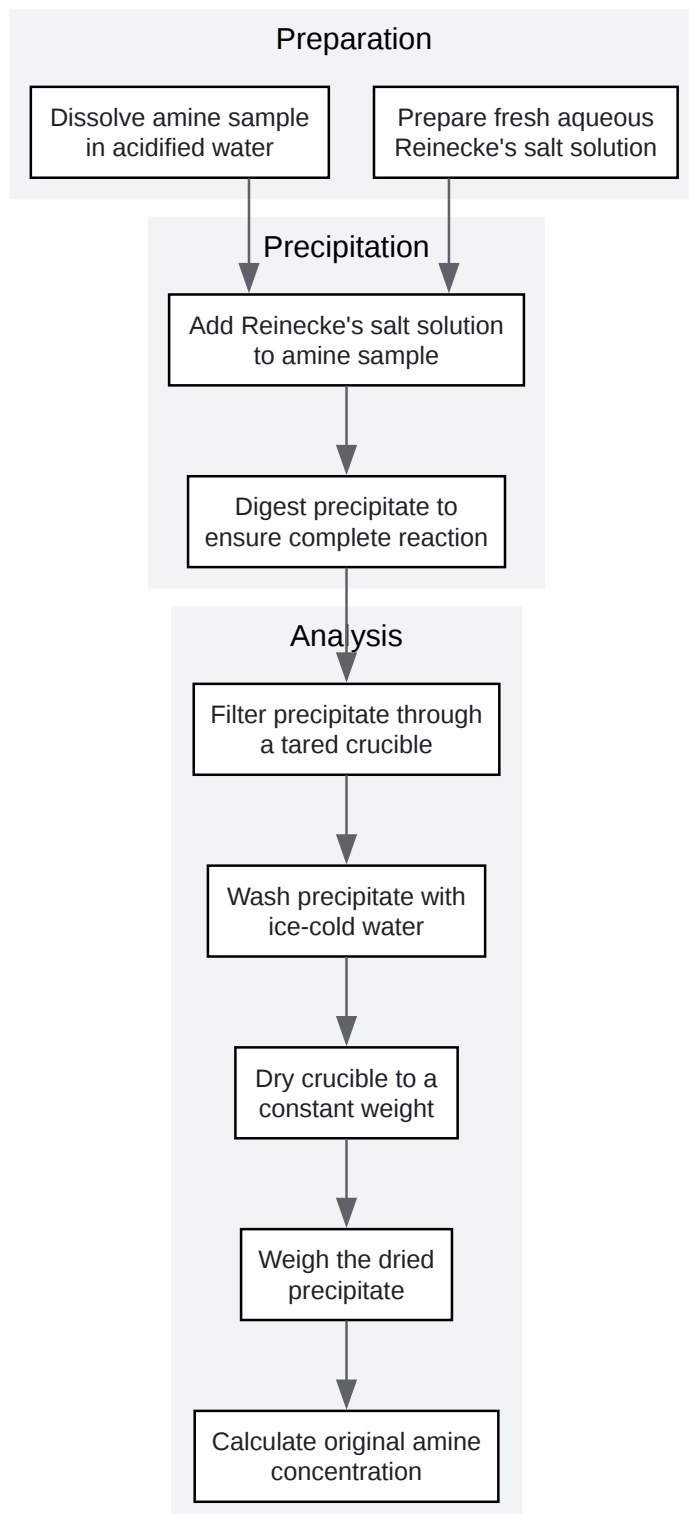 Preparation
Dissolve amine sample
in acidified water
Prepare fresh aqueous
Reinecke's salt solution
Precipitation
Add Reinecke's salt solution
to amine sample
Digest precipitate to
ensure complete reaction
Analysis
Filter precipitate through
a tared crucible
Wash precipitate with
ice-cold water
Dry crucible to a
constant weight
Weigh the dried
precipitate
Calculate original amine
concentration